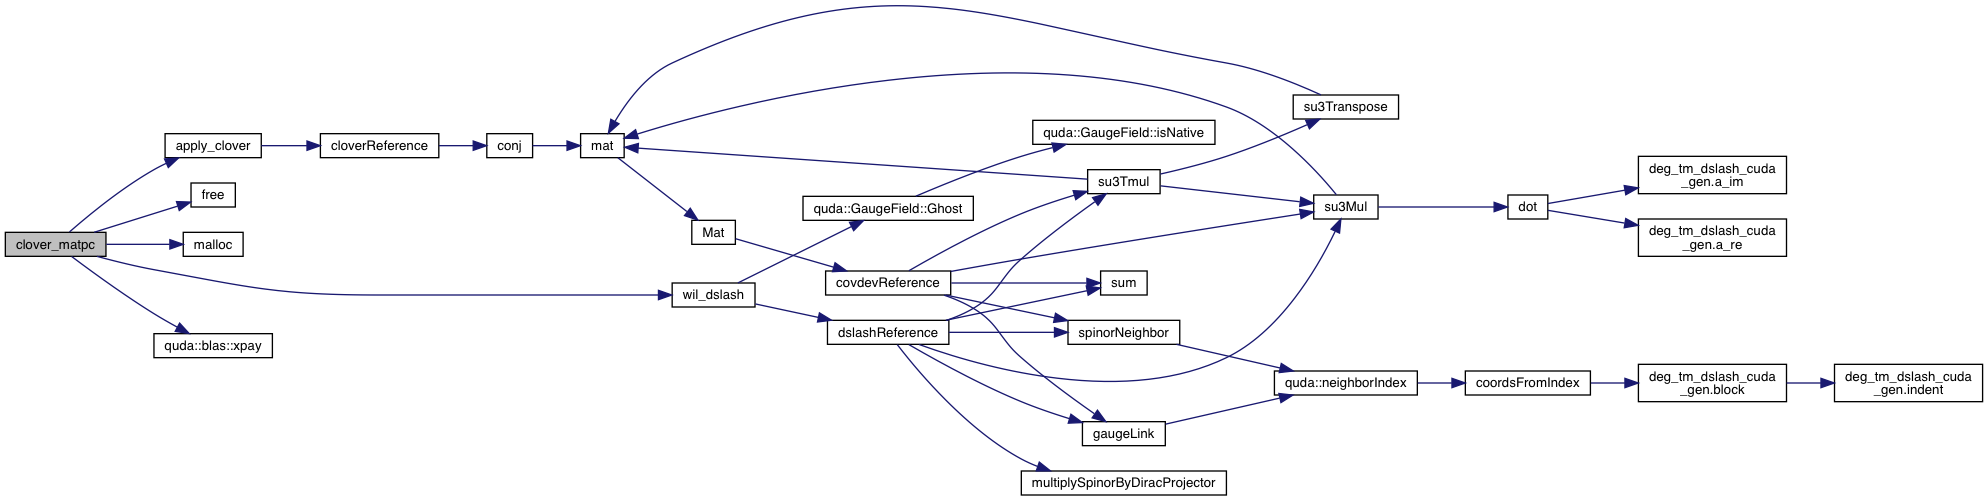 clover_matpc
apply_clover
free
malloc
quda::blas::xpay
cloverReference
conj
mat
Mat
wil_dslash
quda::GaugeField::Ghost
covdevReference
dslashReference
quda::GaugeField::isNative
su3Tmul
sum
spinorNeighbor
gaugeLink
multiplySpinorByDiracProjector
su3Transpose
su3Mul
quda::neighborIndex
dot
coordsFromIndex
deg_tm_dslash_cuda
_gen.a_im
deg_tm_dslash_cuda
_gen.a_re
deg_tm_dslash_cuda
_gen.block
deg_tm_dslash_cuda
_gen.indent